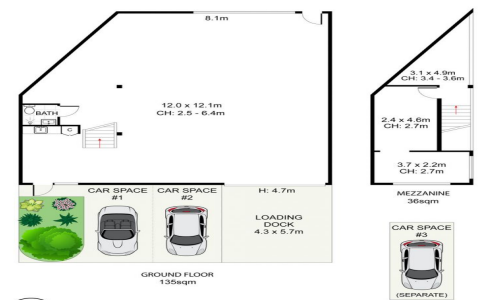 8.1m
BATH
C
12.0 x 12.1m
CH: 2.5 - 6.4m
CAR SPACE
#1
CAR SPACE
#2
H: 4.7m
LOADING
DOCK
4.3 x 5.7m
GROUND FLOOR
135sqm
3.1 x 4.9m
CH: 3.4 - 3.6m
2.4 x 4.6m
CH: 2.7m
3.7 x 2.2m
CH: 2.7m
MEZZANINE
36sqm
CAR SPACE
#3
(SEPARATE)